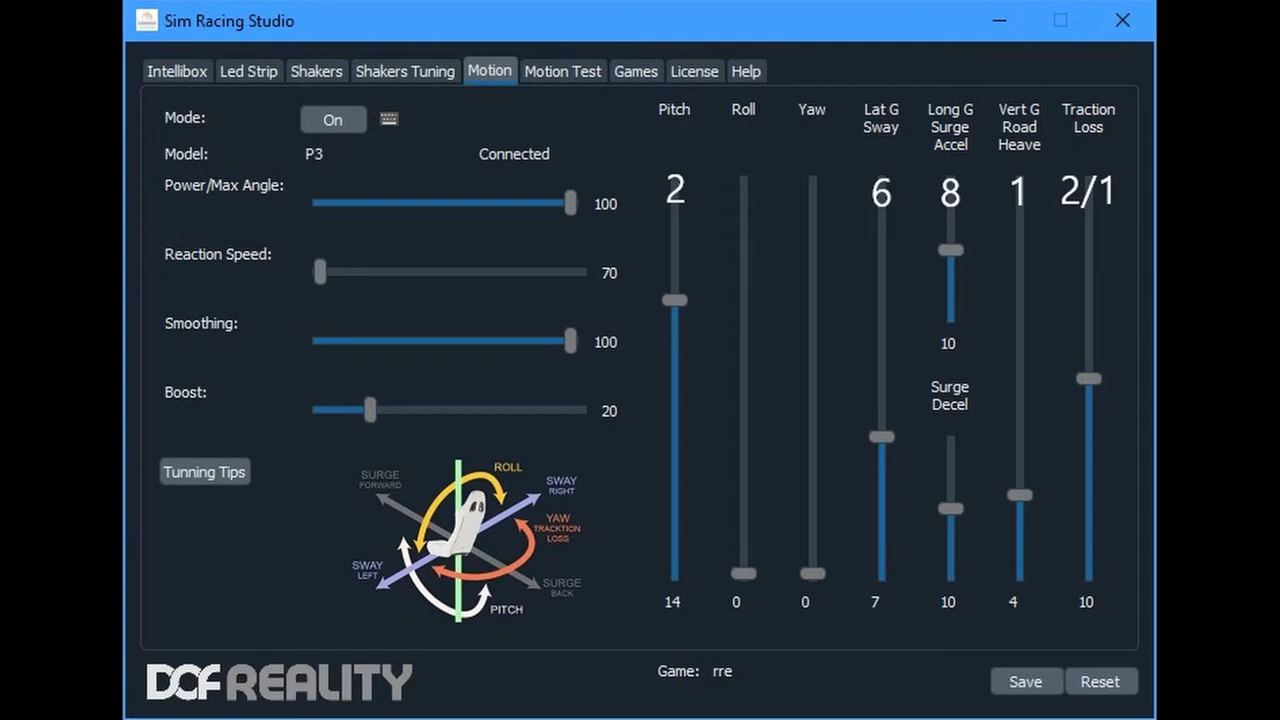 Sim Racing Studio
Intellibox Led Strip Shakers Shakers Tuning Motion Motion Test Games License Help
Mode: On
Model: P3 Connected
Power/Max Angle: 100
Reaction Speed: 70
Smoothing: 100
Boost: 20
Tunning Tips
SURGE
FORWARD
ROLL
SWAY
RIGHT
YAW
TRACKTION
LOSS
SWAY
LEFT
SURGE
BACK
PITCH
Pitch
2
14
Roll
0
Yaw
0
Lat G
Sway
6
7
Long G
Surge
Accel
8
10
Surge
Decel
10
Vert G
Road
Heave
1
4
Traction
Loss
2/1
10
DOF REALITY
Game: rre
Save Reset